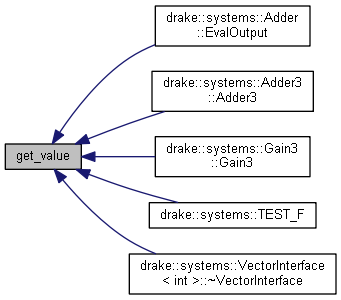 drake::systems::Adder
::EvalOutput
drake::systems::Adder3
::Adder3
get_value
drake::systems::Gain3
::Gain3
drake::systems::TEST_F
drake::systems::VectorInterface
< int >::~VectorInterface